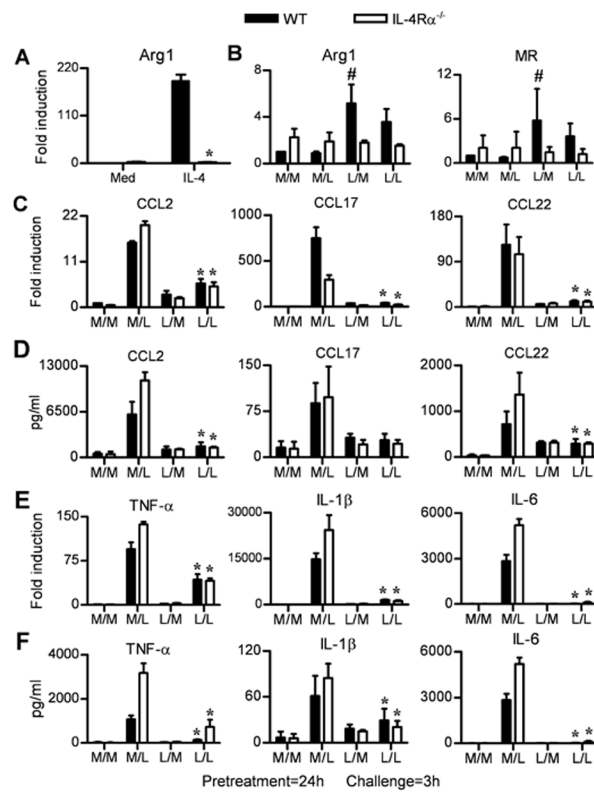 WT IL-4Rα-/-
A B
Arg1 Arg1 MR
Fold induction
220
110
0
*
Med IL-4
8
4
0
#
M/M M/L L/M L/L
12
6
0
#
M/M M/L L/M L/L
C
CCL2 CCL17 CCL22
Fold induction
22
11
0
* *
M/M M/L L/M L/L
1000
500
0
* *
M/M M/L L/M L/L
180
90
0
* *
M/M M/L L/M L/L
D
CCL2 CCL17 CCL22
pg/ml
13000
6500
0
* *
M/M M/L L/M L/L
150
75
0
M/M M/L L/M L/L
2000
1000
0
* *
M/M M/L L/M L/L
E
TNF-α IL-1β IL-6
Fold induction
150
75
0
* *
M/M M/L L/M L/L
30000
15000
0
* *
M/M M/L L/M L/L
6000
3000
0
* *
M/M M/L L/M L/L
F
TNF-α IL-1β IL-6
pg/ml
4000
2000
0
* *
M/M M/L L/M L/L
120
60
0
* *
M/M M/L L/M L/L
6000
3000
0
* *
M/M M/L L/M L/L
Pretreatment=24h Challenge=3h